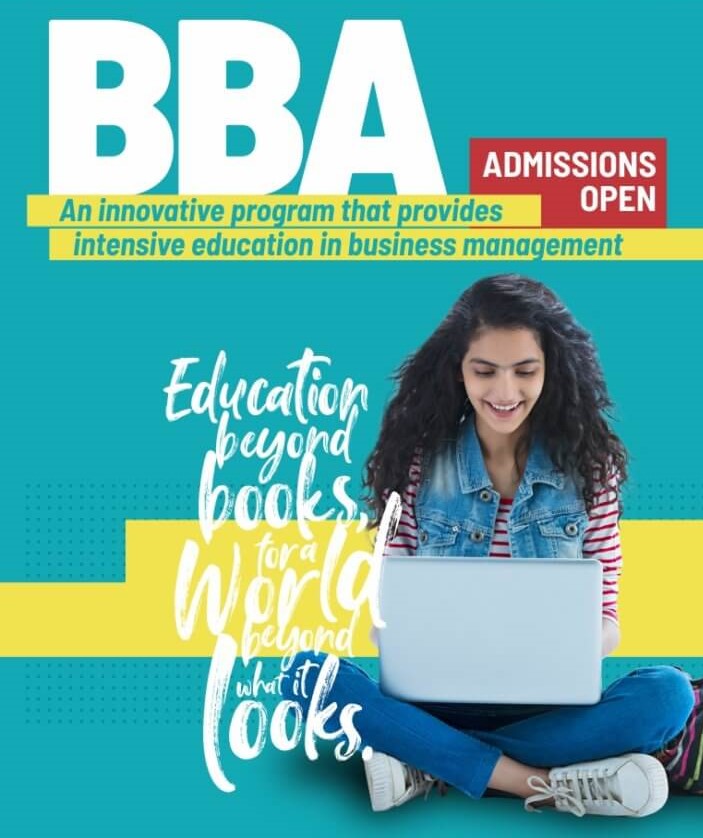 BBA
ADMISSIONS
OPEN
An innovative program that provides
intensive education in business management
Education
beyond
books,
for a
World
beyond
what it
looks.